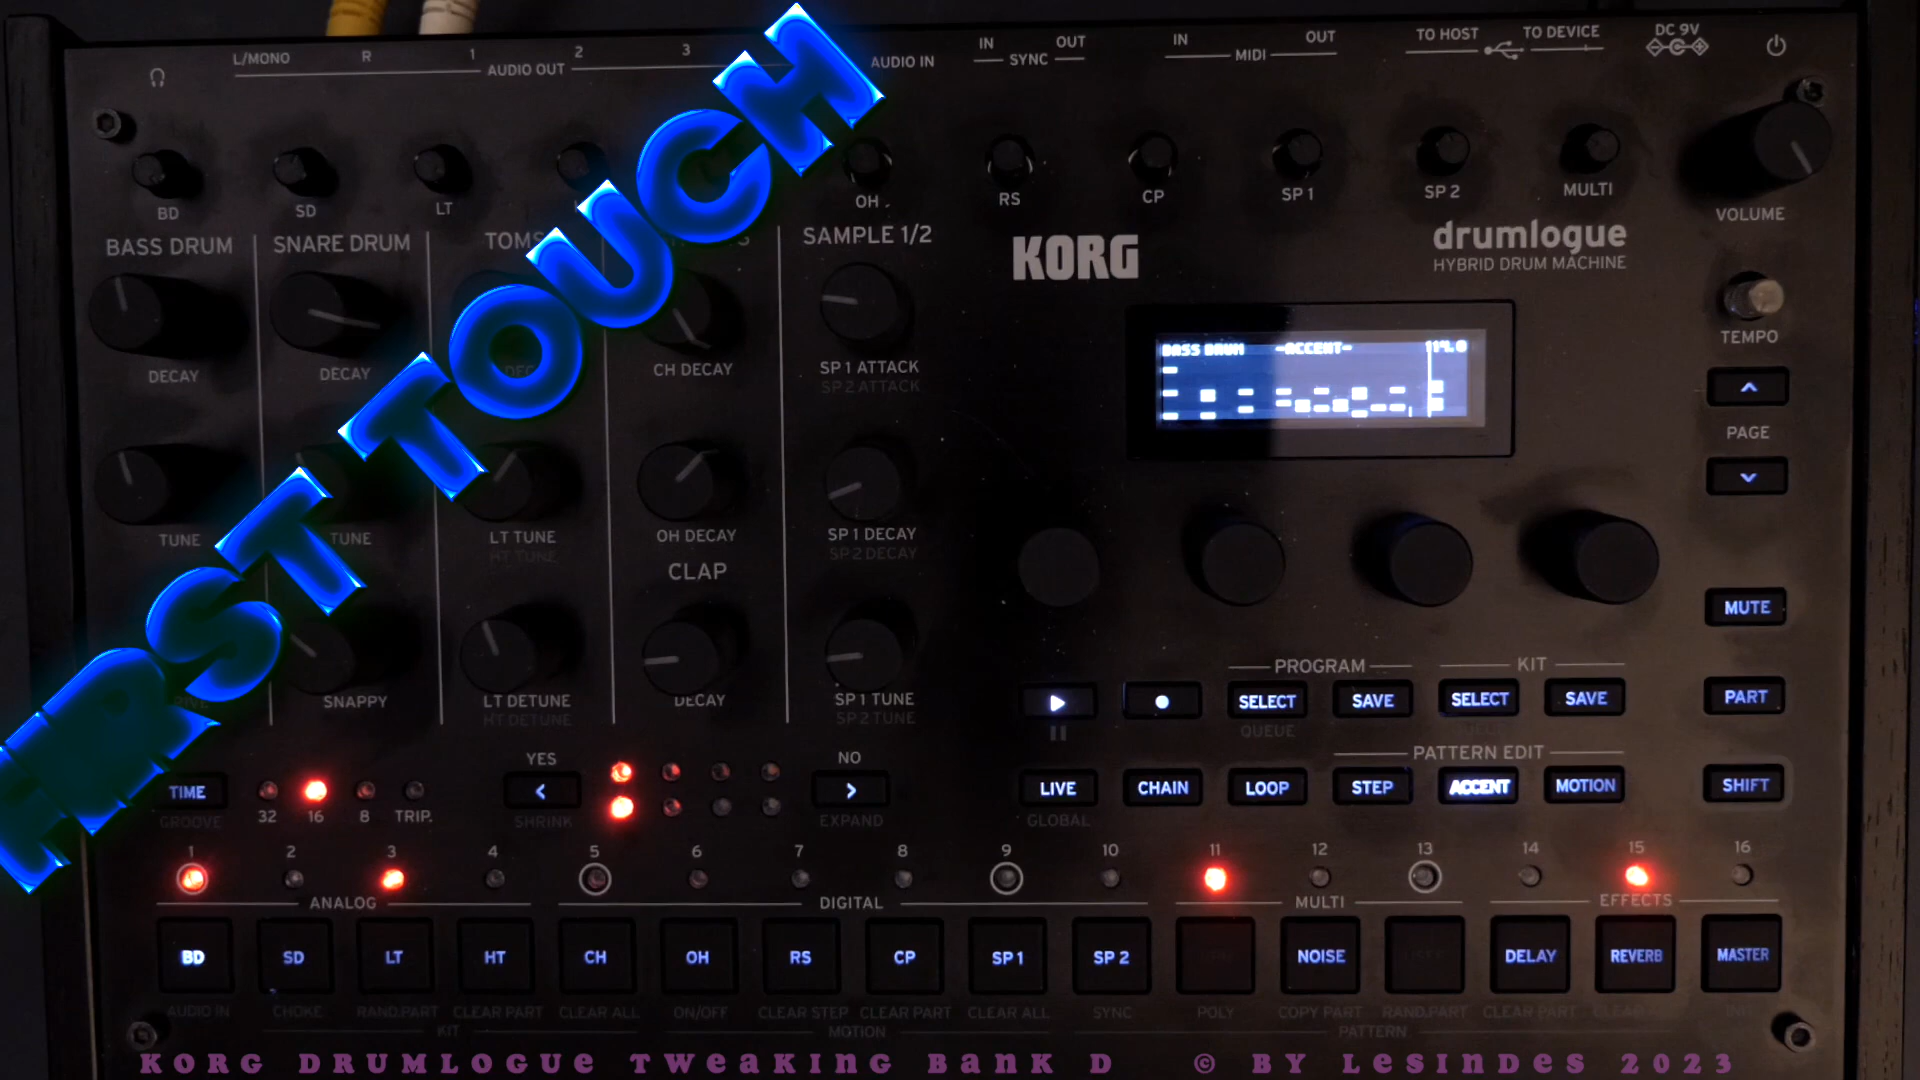 L/MONO R 1 2 3 AUDIO OUT
AUDIO IN
IN OUT SYNC
IN OUT MIDI
TO HOST TO DEVICE
DC 9V
BD SD LT OH RS CP SP 1 SP 2 MULTI
VOLUME
BASS DRUM SNARE DRUM TOMS SAMPLE 1/2
KORG
drumlogue
HYBRID DRUM MACHINE
FIRST TOUCH
TEMPO
BASS DRUM -ACCENT- 114.0
DECAY DECAY DEC CH DECAY SP 1 ATTACK
SP 2 ATTACK
PAGE
TUNE TUNE LT TUNE OH DECAY SP 1 DECAY
HT TUNE SP 2 DECAY
CLAP
MUTE
PROGRAM KIT
SNAPPY LT DETUNE DECAY SP 1 TUNE
HT DETUNE SP 2 TUNE
SELECT SAVE SELECT SAVE PART
QUEUE
PATTERN EDIT
YES NO
TIME < > LIVE CHAIN LOOP STEP ACCENT MOTION SHIFT
GROOVE 32 16 8 TRIP. SHRINK EXPAND GLOBAL
1 2 3 4 5 6 7 8 9 10 11 12 13 14 15 16
ANALOG DIGITAL MULTI EFFECTS
BD SD LT HT CH OH RS CP SP 1 SP 2 NOISE DELAY REVERB MASTER
AUDIO IN CHOKE RAND.PART CLEAR PART CLEAR ALL ON/OFF CLEAR STEP CLEAR PART CLEAR ALL SYNC POLY COPY PART RAND.PART CLEAR PART
KIT MOTION PATTERN
KORG DRUMLOGUE TWEAKING BANK D © BY LESINDES 2023